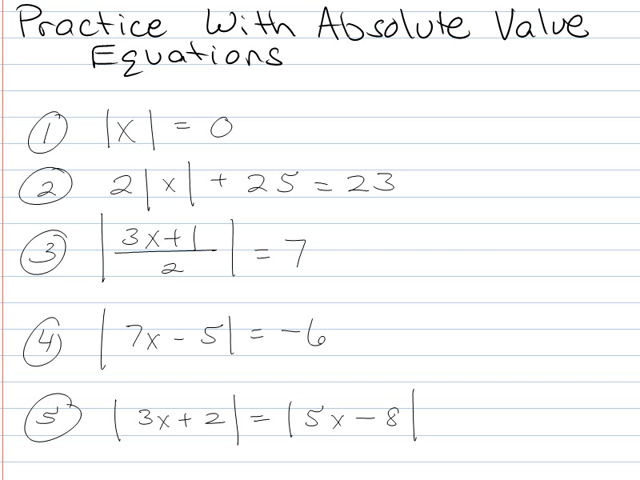 Practice With Absolute Value
Equations
① |x| = 0
② 2|x| + 25 = 23
③ |(3x+1)/2| = 7
④ |7x - 5| = -6
⑤ |3x + 2| = |5x - 8|